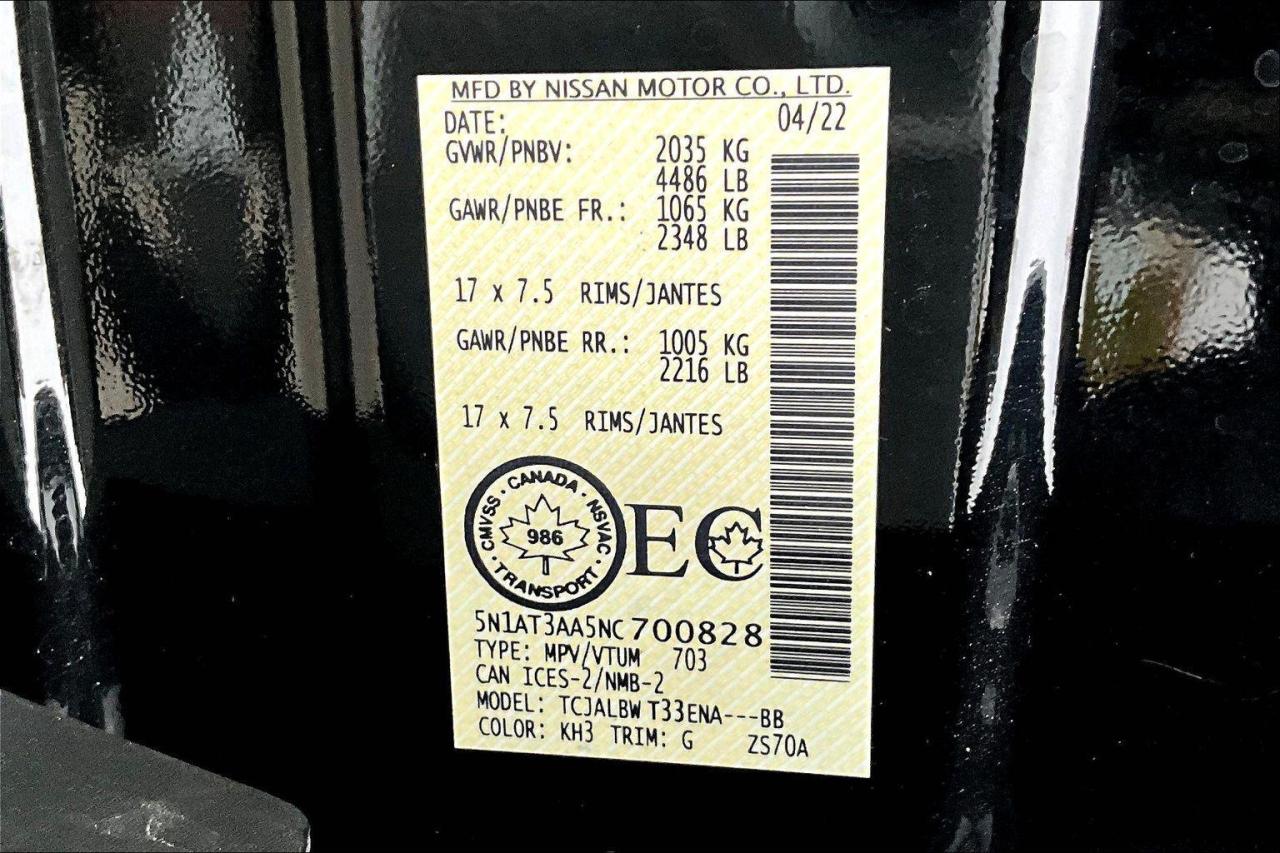 MFD BY NISSAN MOTOR CO., LTD.
DATE: 04/22
GVWR/PNBV: 2035 KG
4486 LB
GAWR/PNBE FR.: 1065 KG
2348 LB
17 x 7.5 RIMS/JANTES
GAWR/PNBE RR.: 1005 KG
2216 LB
17 x 7.5 RIMS/JANTES
CMVSS · CANADA · NSVAC · TRANSPORT ·
986
EC
5N1AT3AA5NC700828
TYPE: MPV/VTUM 703
CAN ICES-2/NMB-2
MODEL: TCJALBW T33ENA---BB
COLOR: KH3 TRIM: G ZS70A